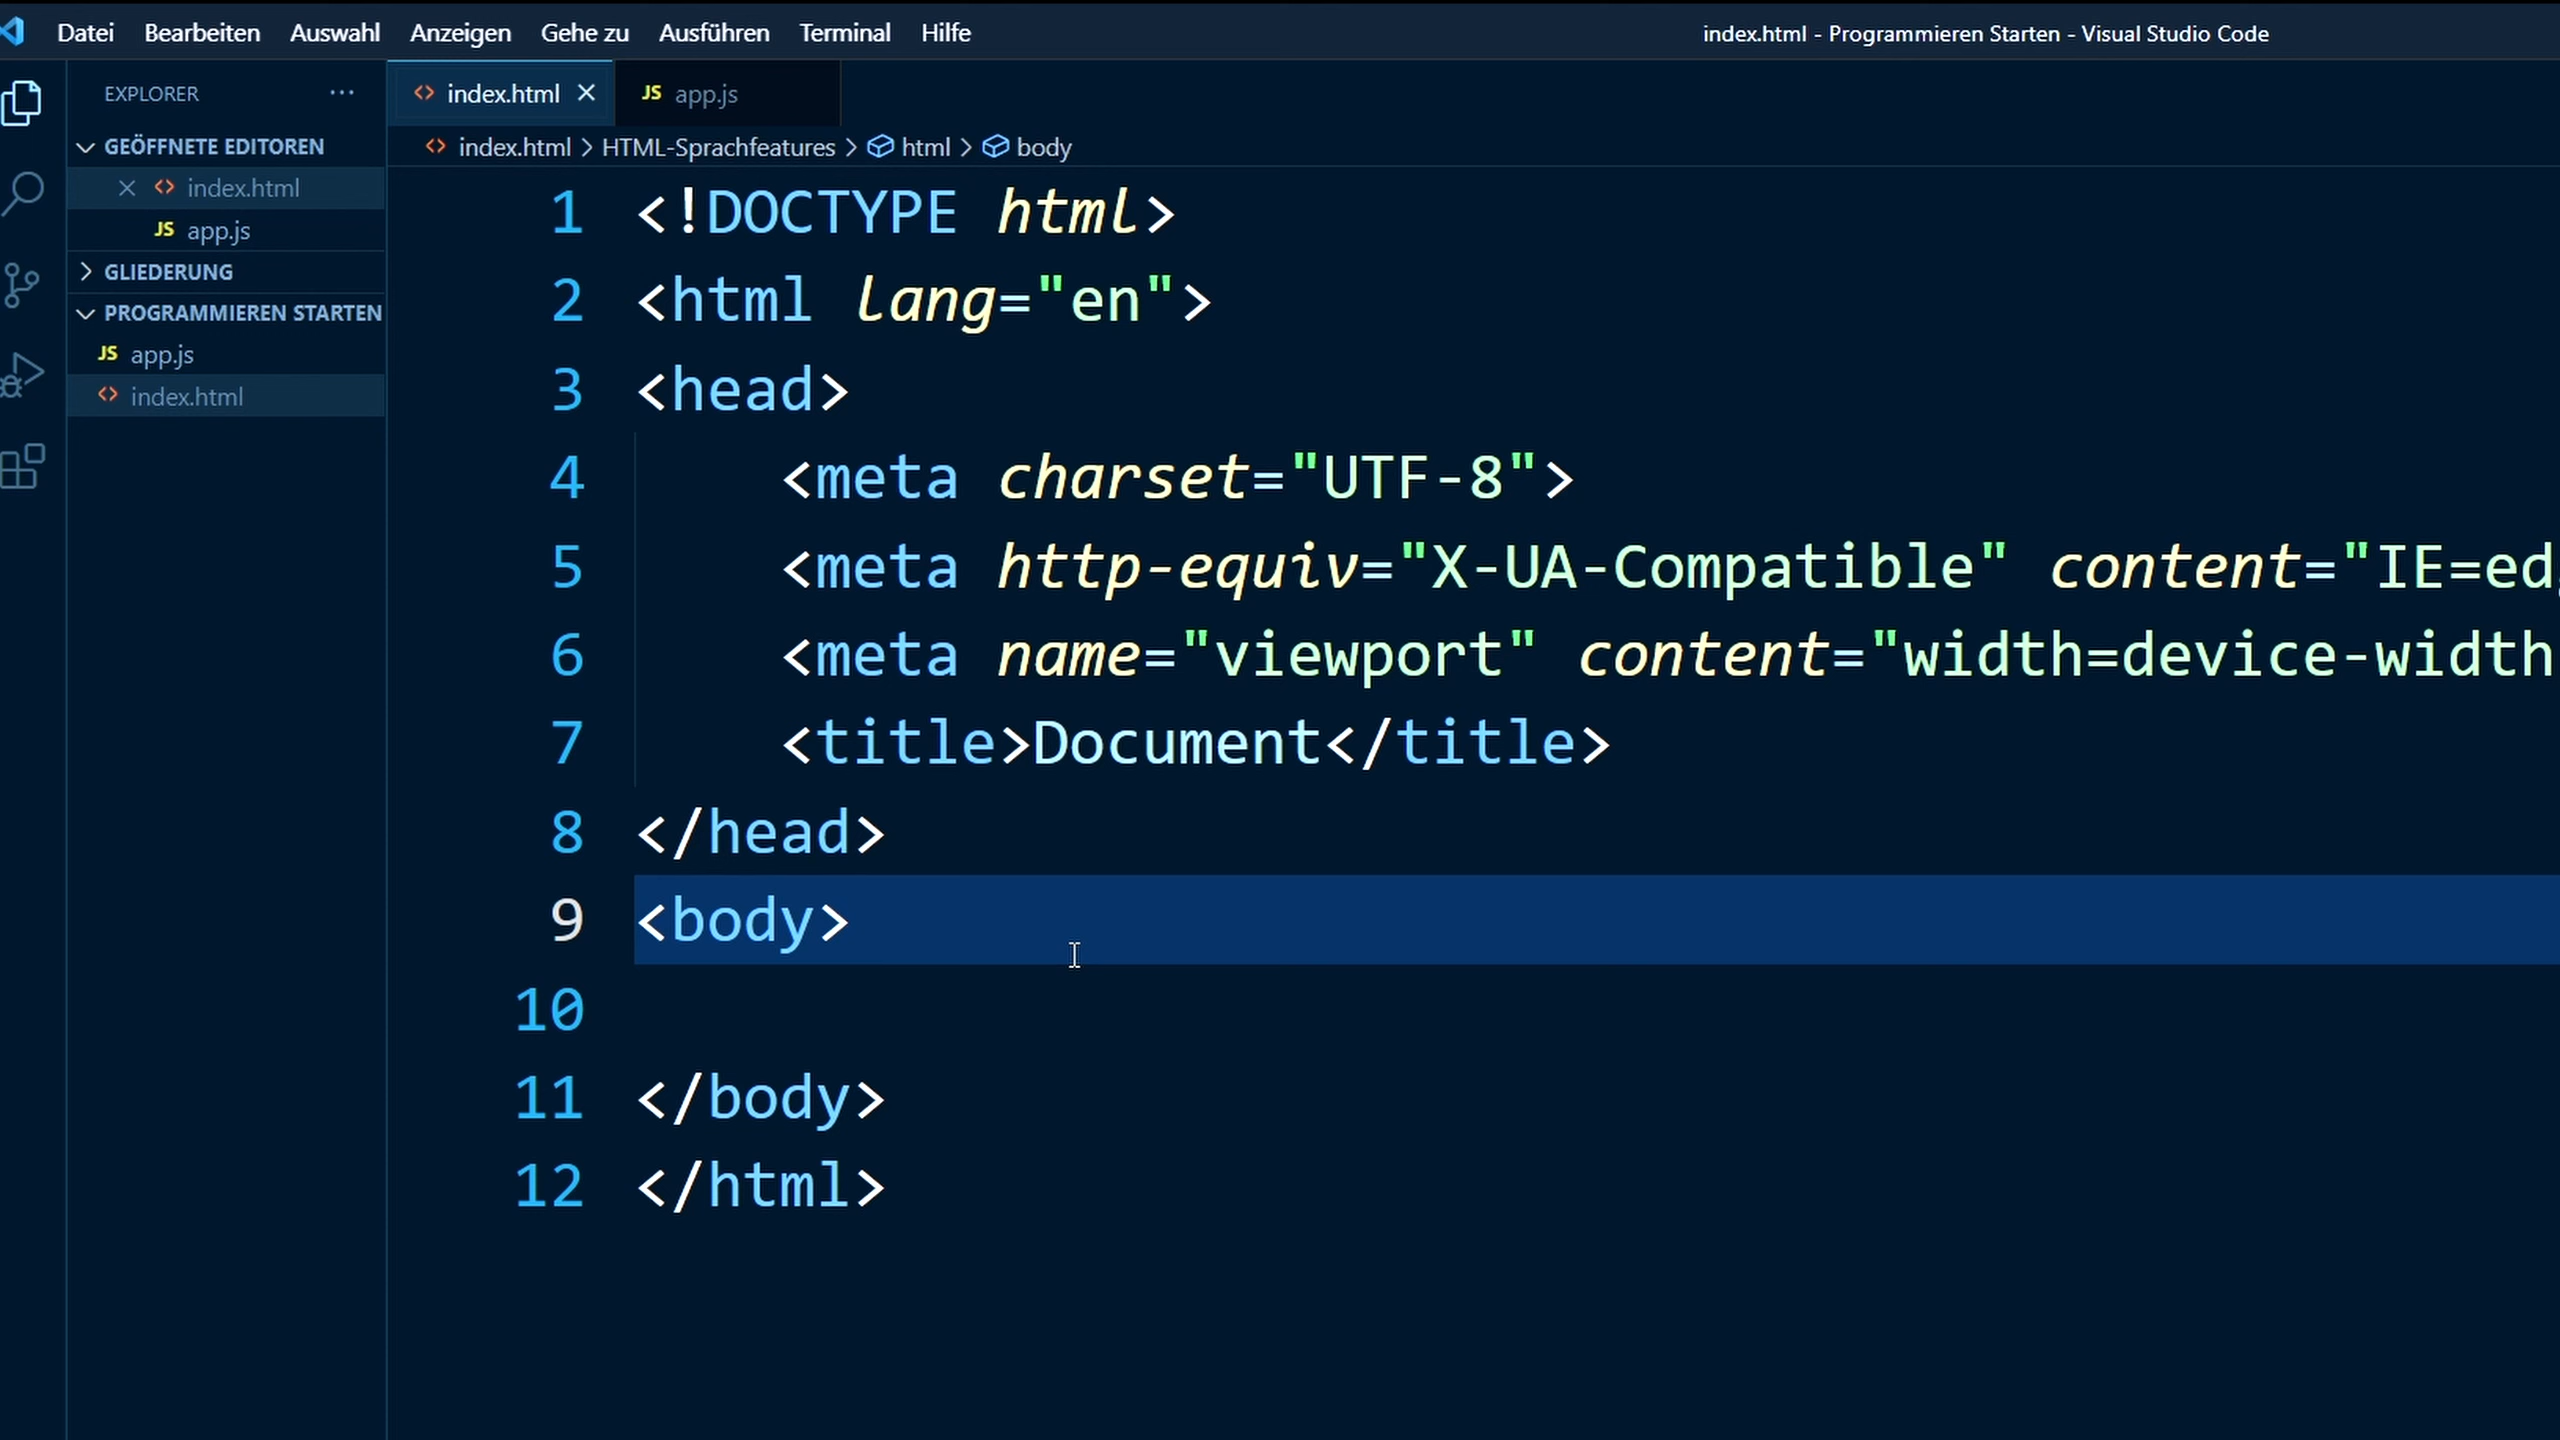 Datei Bearbeiten Auswahl Anzeigen Gehe zu Ausführen Terminal Hilfe
index.html - Programmieren Starten - Visual Studio Code
EXPLORER ...
GEÖFFNETE EDITOREN
index.html
JS app.js
GLIEDERUNG
PROGRAMMIEREN STARTEN
JS app.js
<> index.html
<> index.html
JS app.js
<> index.html > HTML-Sprachfeatures > html > body
1 <!DOCTYPE html>
2 <html lang="en">
3 <head>
4 <meta charset="UTF-8">
5 <meta http-equiv="X-UA-Compatible" content="IE=ed
6 <meta name="viewport" content="width=device-width
7 <title>Document</title>
8 </head>
9 <body>
10
11 </body>
12 </html>